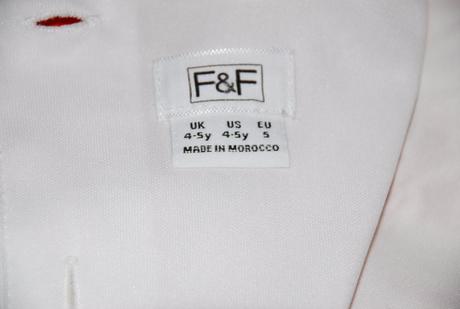 F&F
UK US EU
4-5y 4-5y 5
MADE IN MOROCCO